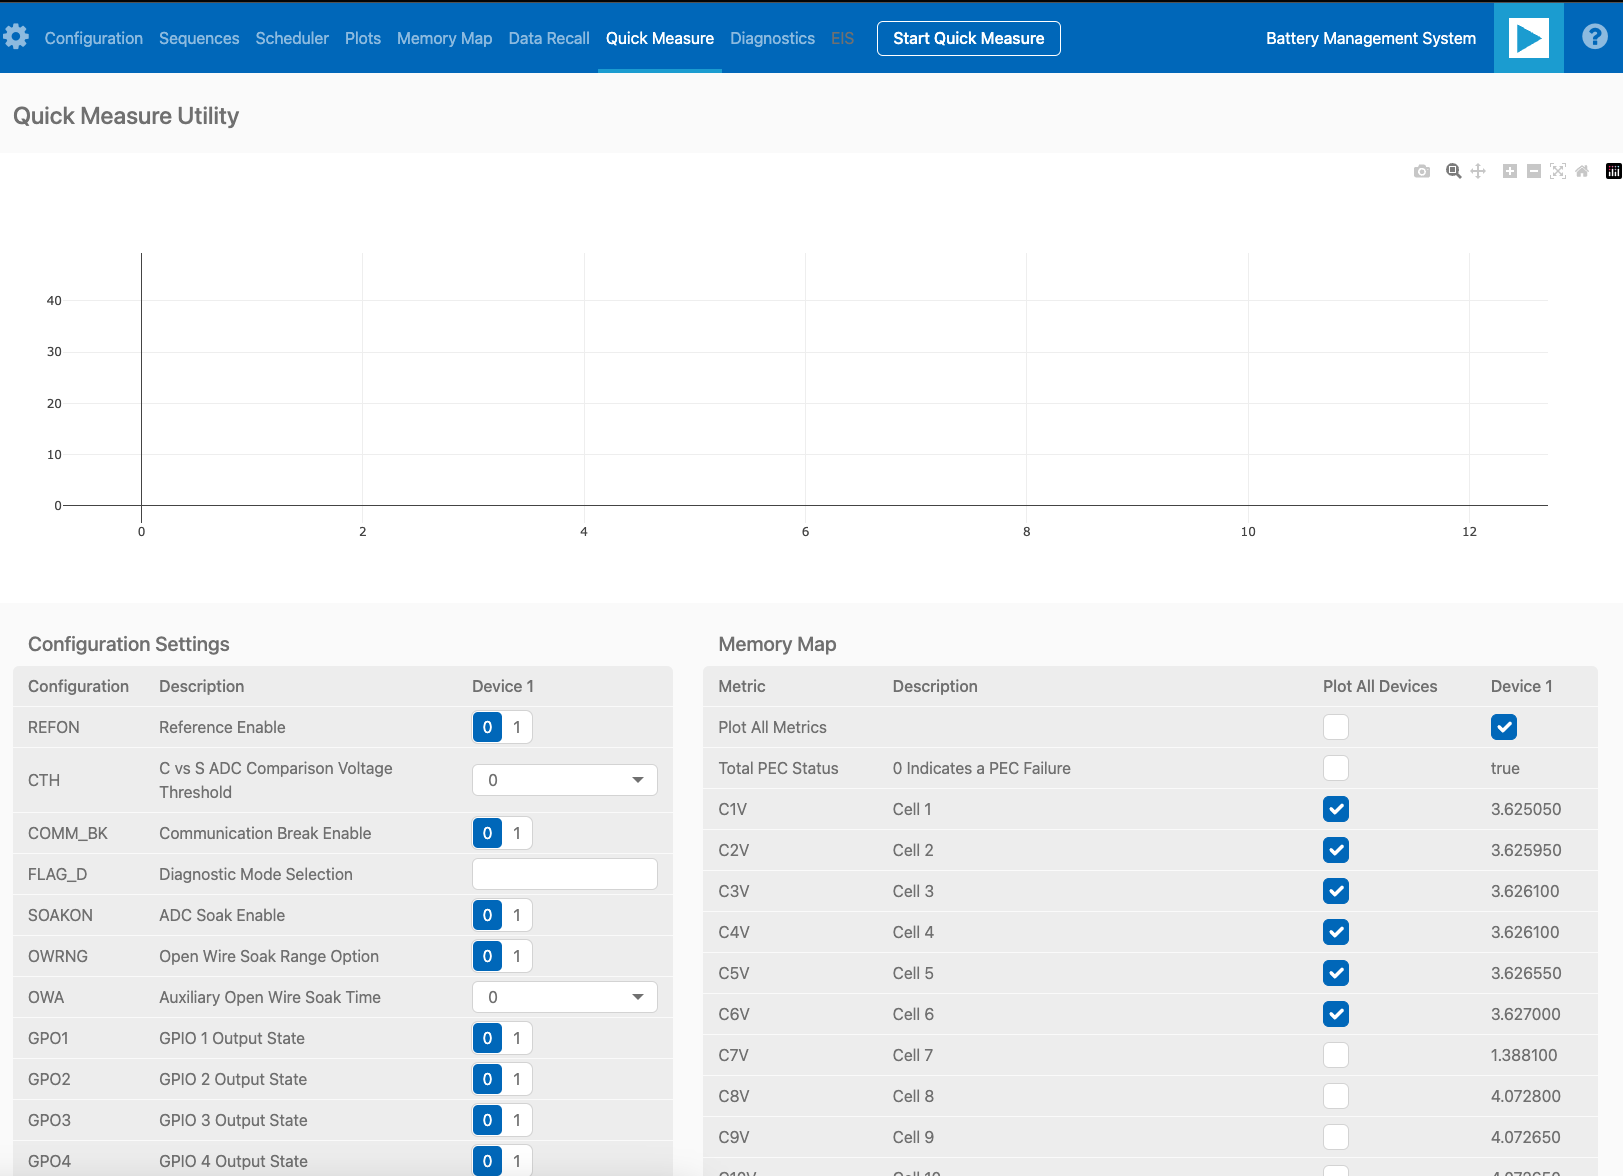 Configuration Sequences Scheduler Plots Memory Map Data Recall Quick Measure Diagnostics EIS Start Quick Measure Battery Management System
Quick Measure Utility
40
30
20
10
0
0 2 4 6 8 10 12
Configuration Settings
Configuration Description Device 1
REFON Reference Enable 0 1
CTH C vs S ADC Comparison Voltage Threshold 0
COMM_BK Communication Break Enable 0 1
FLAG_D Diagnostic Mode Selection
SOAKON ADC Soak Enable 0 1
OWRNG Open Wire Soak Range Option 0 1
OWA Auxiliary Open Wire Soak Time 0
GPO1 GPIO 1 Output State 0 1
GPO2 GPIO 2 Output State 0 1
GPO3 GPIO 3 Output State 0 1
GPO4 GPIO 4 Output State 0 1
Memory Map
Metric Description Plot All Devices Device 1
Plot All Metrics
Total PEC Status 0 Indicates a PEC Failure true
C1V Cell 1 3.625050
C2V Cell 2 3.625950
C3V Cell 3 3.626100
C4V Cell 4 3.626100
C5V Cell 5 3.626550
C6V Cell 6 3.627000
C7V Cell 7 1.388100
C8V Cell 8 4.072800
C9V Cell 9 4.072650